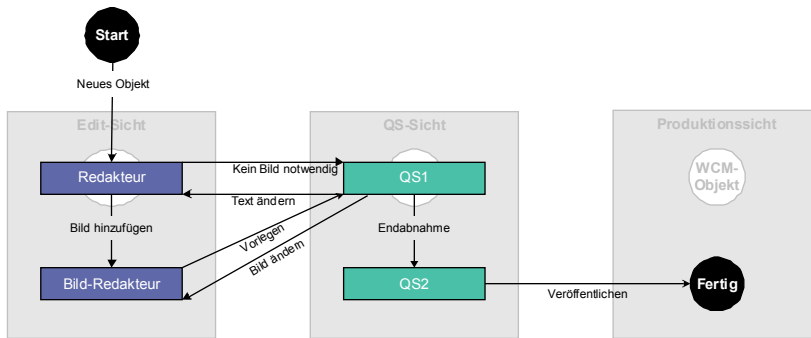 Start
Neues Objekt
Edit-Sicht
QS-Sicht
Produktionssicht
Redakteur
Kein Bild notwendig
QS1
WCM-
Objekt
Text ändern
Bild hinzufügen
Vorlegen
Bild ändern
Endabnahme
Bild-Redakteur
QS2
Veröffentlichen
Fertig